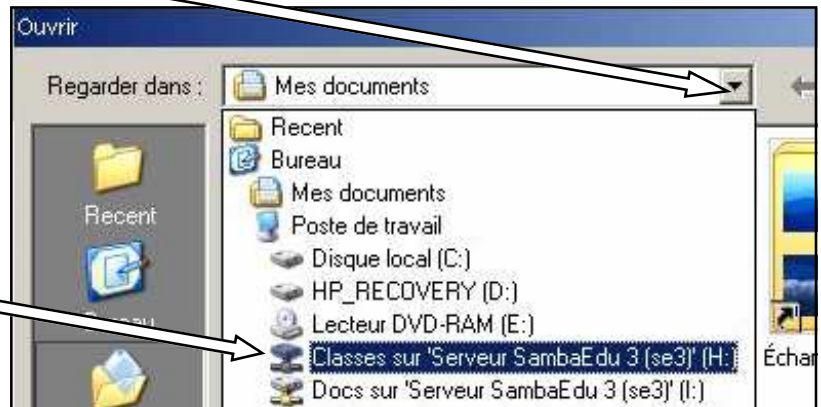 Ouvrir
Regarder dans : Mes documents
Recent
Bureau
Mes documents
Poste de travail
Disque local (C:)
HP_RECOVERY (D:)
Lecteur DVD-RAM (E:)
Classes sur 'Serveur SambaEdu 3 (se3)' (H:)
Docs sur 'Serveur SambaEdu 3 (se3)' (I:)
Recent
Échan